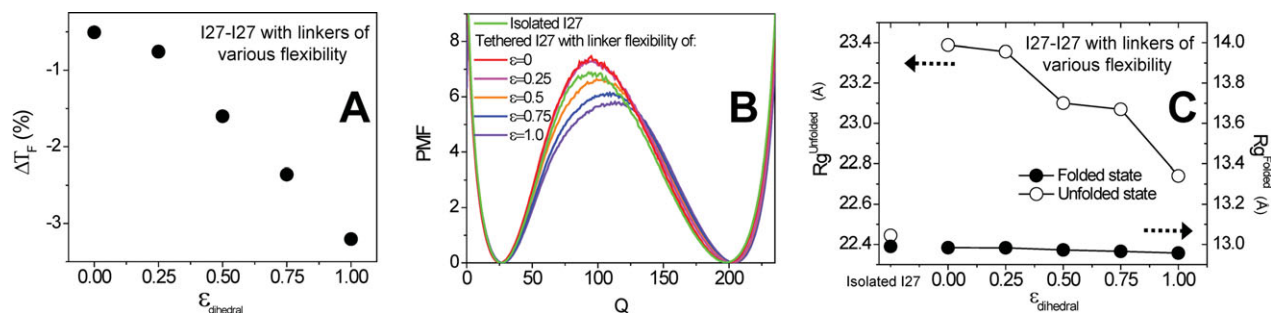 I27-I27 with linkers of
various flexibility
A
ΔT_F (%)
-1
-2
-3
0.00 0.25 0.50 0.75 1.00
ε_dihedral
Isolated I27
Tethered I27 with linker flexibility of:
ε=0
ε=0.25
ε=0.5
ε=0.75
ε=1.0
B
PMF
8
6
4
2
0
0 50 100 150 200
Q
I27-I27 with linkers of
various flexibility
C
Rg^Unfolded (Å)
23.4
23.2
23.0
22.8
22.6
22.4
Folded state
Unfolded state
14.0
13.8
13.6
13.4
13.2
13.0
Rg^Folded (Å)
Isolated I27 0.00 0.25 0.50 0.75 1.00
ε_dihedral